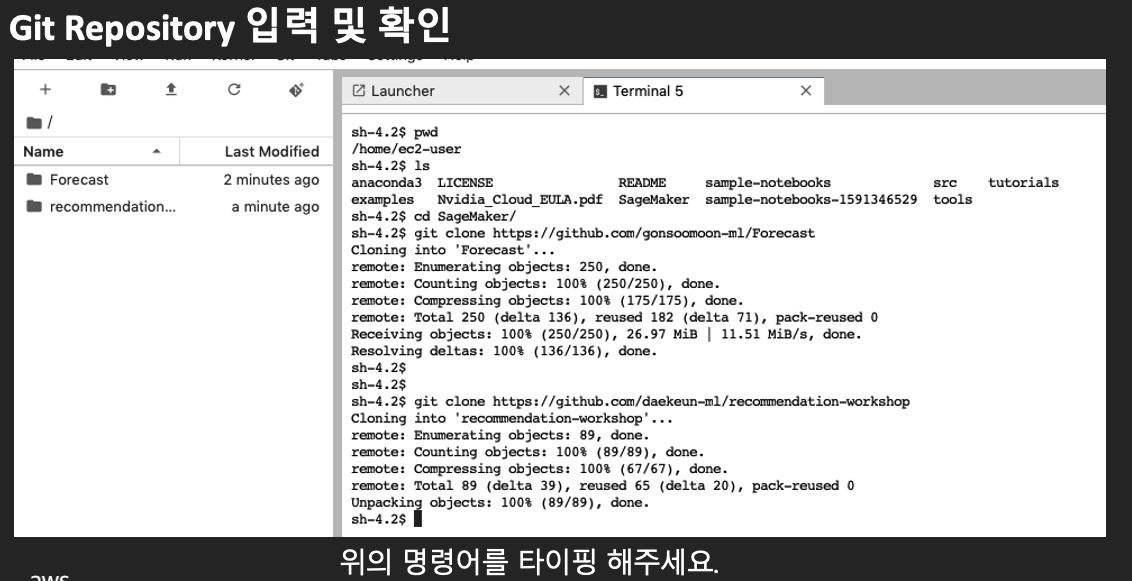 Git Repository 입력 및 확인
Launcher
Terminal 5
/
Name Last Modified
Forecast 2 minutes ago
recommendation... a minute ago
sh-4.2$ pwd
/home/ec2-user
sh-4.2$ ls
anaconda3 LICENSE README sample-notebooks src tutorials
examples Nvidia_Cloud_EULA.pdf SageMaker sample-notebooks-1591346529 tools
sh-4.2$ cd SageMaker/
sh-4.2$ git clone https://github.com/gonsoomoon-ml/Forecast
Cloning into 'Forecast'...
remote: Enumerating objects: 250, done.
remote: Counting objects: 100% (250/250), done.
remote: Compressing objects: 100% (175/175), done.
remote: Total 250 (delta 136), reused 182 (delta 71), pack-reused 0
Receiving objects: 100% (250/250), 26.97 MiB | 11.51 MiB/s, done.
Resolving deltas: 100% (136/136), done.
sh-4.2$
sh-4.2$
sh-4.2$ git clone https://github.com/daekeun-ml/recommendation-workshop
Cloning into 'recommendation-workshop'...
remote: Enumerating objects: 89, done.
remote: Counting objects: 100% (89/89), done.
remote: Compressing objects: 100% (67/67), done.
remote: Total 89 (delta 39), reused 65 (delta 20), pack-reused 0
Unpacking objects: 100% (89/89), done.
sh-4.2$
위의 명령어를 타이핑 해주세요.
aws